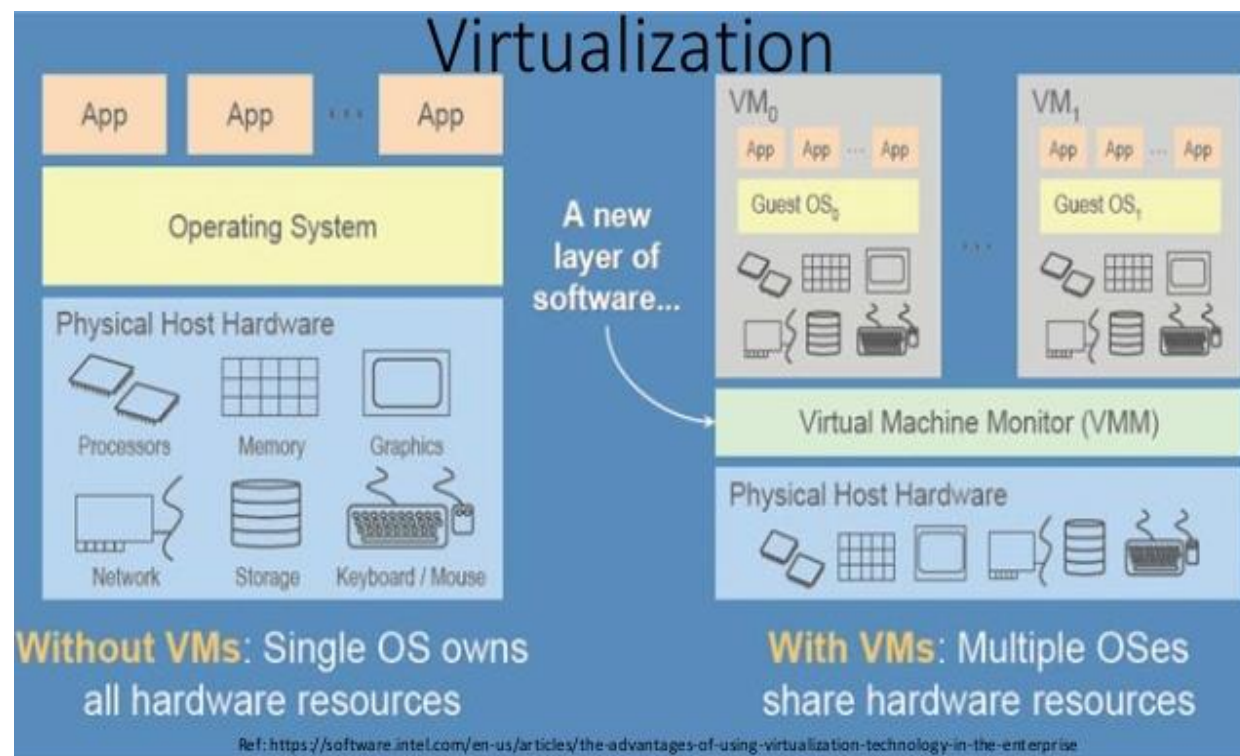 Virtualization
App App ... App
Operating System
Physical Host Hardware
Processors Memory Graphics
Network Storage Keyboard / Mouse
Without VMs: Single OS owns
all hardware resources
A new
layer of
software...
VM₀
App App ... App
Guest OS₀
...
VM₁
App App ... App
Guest OS₁
Virtual Machine Monitor (VMM)
Physical Host Hardware
With VMs: Multiple OSes
share hardware resources
Ref: https://software.intel.com/en-us/articles/the-advantages-of-using-virtualization-technology-in-the-enterprise